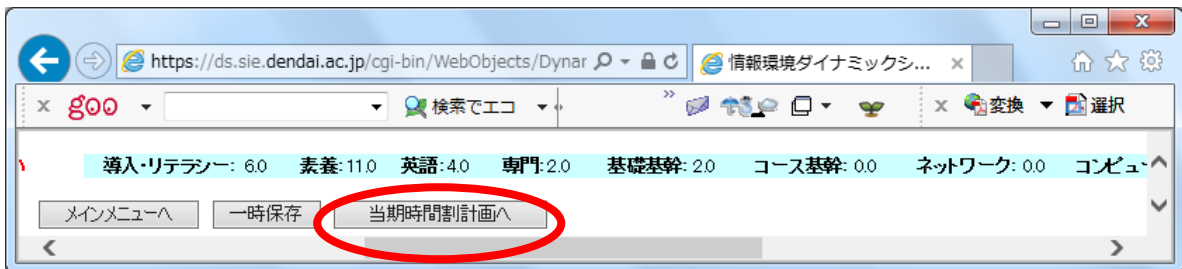 https://ds.sie.dendai.ac.jp/cgi-bin/WebObjects/Dynar 情報環境ダイナミックシ... ×
x goo 検索でエコ » x 変換 ▼ 選択
導入・リテラシー: 6.0 素養: 11.0 英語: 4.0 専門: 2.0 基礎基幹: 2.0 コース基幹: 0.0 ネットワーク: 0.0 コンピュ
メインメニューへ 一時保存 当期時間割計画へ